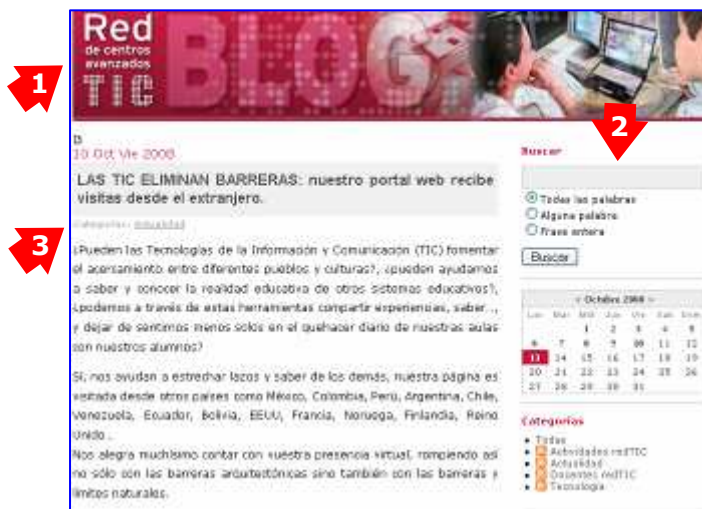 Red
de centros
avanzados
TIC
BLOG
1
2
3
10 Oct Vie 2008
LAS TIC ELIMINAN BARRERAS: nuestro portal web recibe
visitas desde el extranjero.
Categorías: Actualidad
¿Pueden las Tecnologías de la Información y Comunicación (TIC) fomentar
el acersamiento entre diferentes pueblos y culturas?, ¿pueden ayudarnos
a saber y conocer la realidad educativa de otros sistemas educativos?,
¿podemos a través de estas herramientas compartir experiencias, saber ..,
y dejar de sentirnos menos solos en el quehacer diario de nuestras aulas
con nuestros alumnos?
Sí, nos ayudan a estrechar lazos y saber de los demás, nuestra página es
visitada desde otros países como México, Colombia, Perú, Argentina, Chile,
Venezuela, Ecuador, Bolivia, EEUU, Francia, Noruega, Finlandia, Reino
Unido..
Nos alegra muchísimo contar con vuestra presencia virtual, rompiendo así
no sólo con las barreras arquitectónicas sino también con las barreras y
límites naturales.
Buscar
Todas las palabras
Alguna palabra
Frase entera
Buscar
« Octubre 2008 »
Lun Mar Mié Jue Vie Sab Dom
1 2 3 4 5
6 7 8 9 10 11 12
13 14 15 16 17 18 19
20 21 22 23 24 25 26
27 28 29 30 31
Categorías
Todas
Actividades redTIC
Actualidad
Docentes redTIC
Tecnología